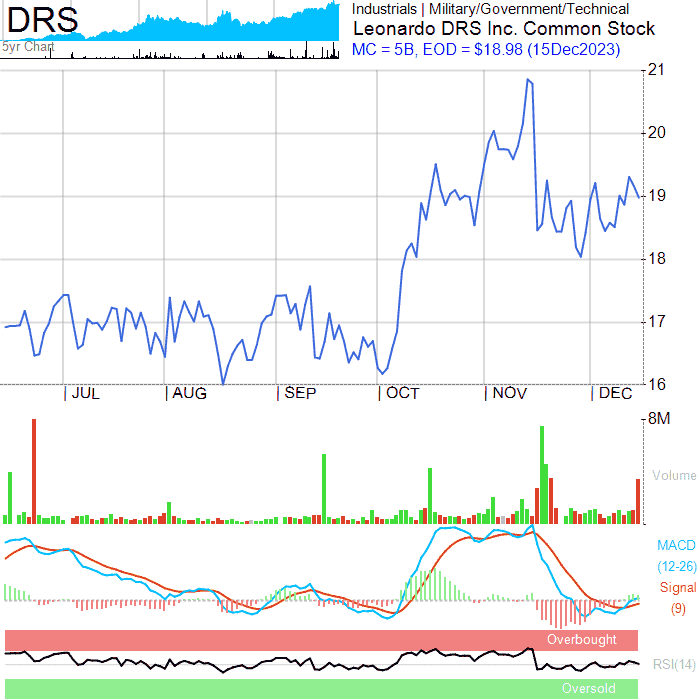 DRS
5yr Chart
Industrials | Military/Government/Technical
Leonardo DRS Inc. Common Stock
MC = 5B, EOD = $18.98 (15Dec2023)
21
20
19
18
17
16
JUL
AUG
SEP
OCT
NOV
DEC
8M
Volume
MACD
(12-26)
Signal
(9)
Overbought
RSI(14)
Oversold